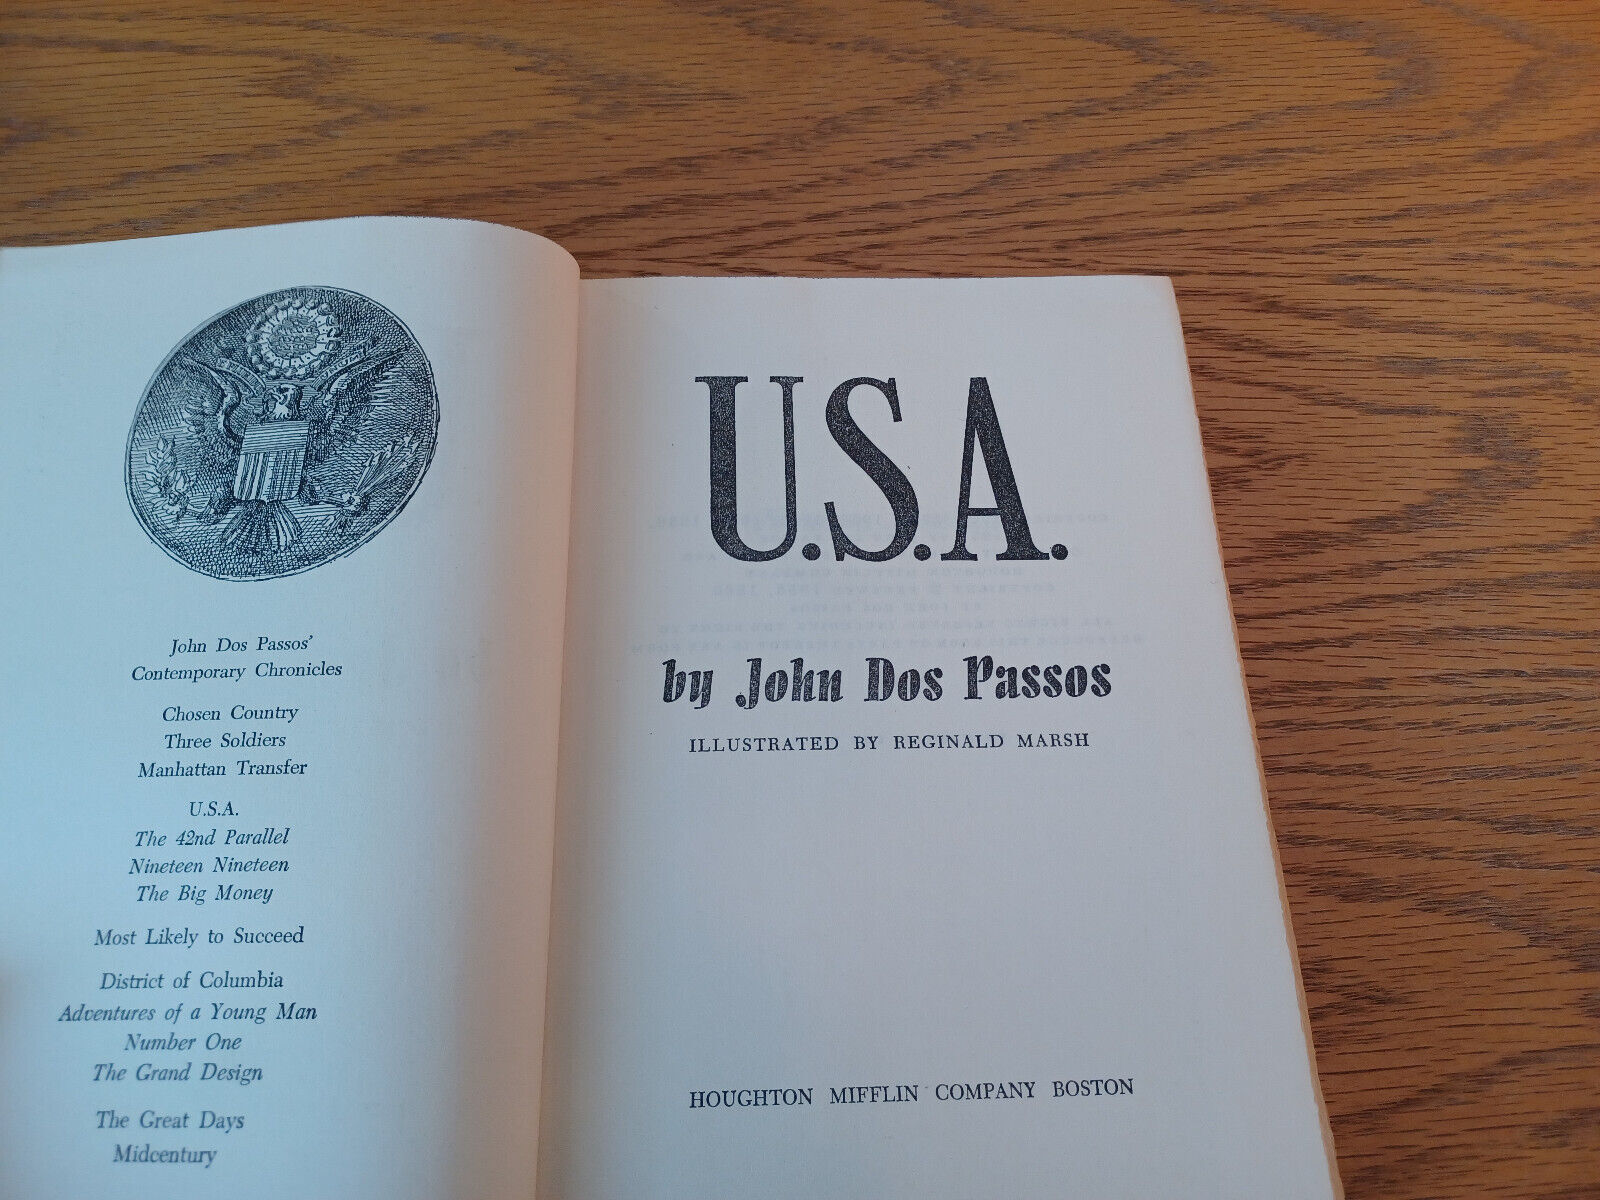 John Dos Passos'
Contemporary Chronicles
Chosen Country
Three Soldiers
Manhattan Transfer
U.S.A.
The 42nd Parallel
Nineteen Nineteen
The Big Money
Most Likely to Succeed
District of Columbia
Adventures of a Young Man
Number One
The Grand Design
The Great Days
Midcentury
U.S.A.
by John Dos Passos
ILLUSTRATED BY REGINALD MARSH
HOUGHTON MIFFLIN COMPANY BOSTON